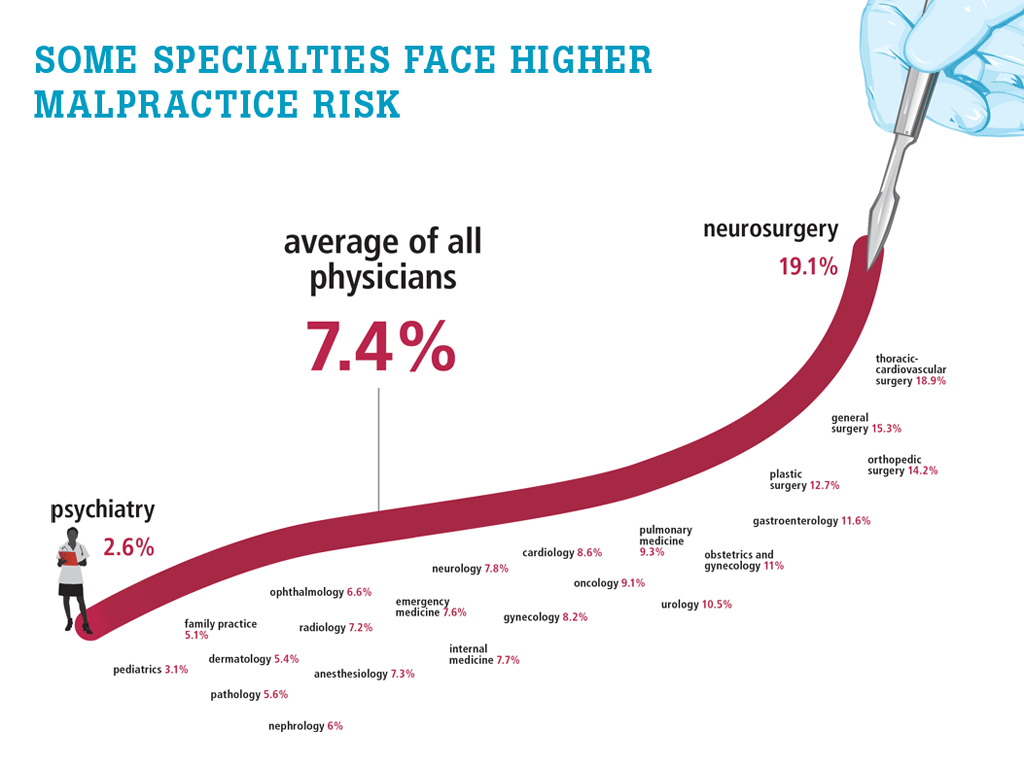 SOME SPECIALTIES FACE HIGHER
MALPRACTICE RISK
neurosurgery
19.1%
average of all
physicians
7.4%
thoracic-
cardiovascular
surgery 18.9%
general
surgery 15.3%
orthopedic
surgery 14.2%
plastic
surgery 12.7%
gastroenterology 11.6%
psychiatry
2.6%
pulmonary
medicine
9.3%
obstetrics and
gynecology 11%
cardiology 8.6%
neurology 7.8%
oncology 9.1%
urology 10.5%
ophthalmology 6.6%
emergency
medicine 7.6%
gynecology 8.2%
family practice
5.1%
radiology 7.2%
internal
medicine 7.7%
pediatrics 3.1%
dermatology 5.4%
anesthesiology 7.3%
pathology 5.6%
nephrology 6%